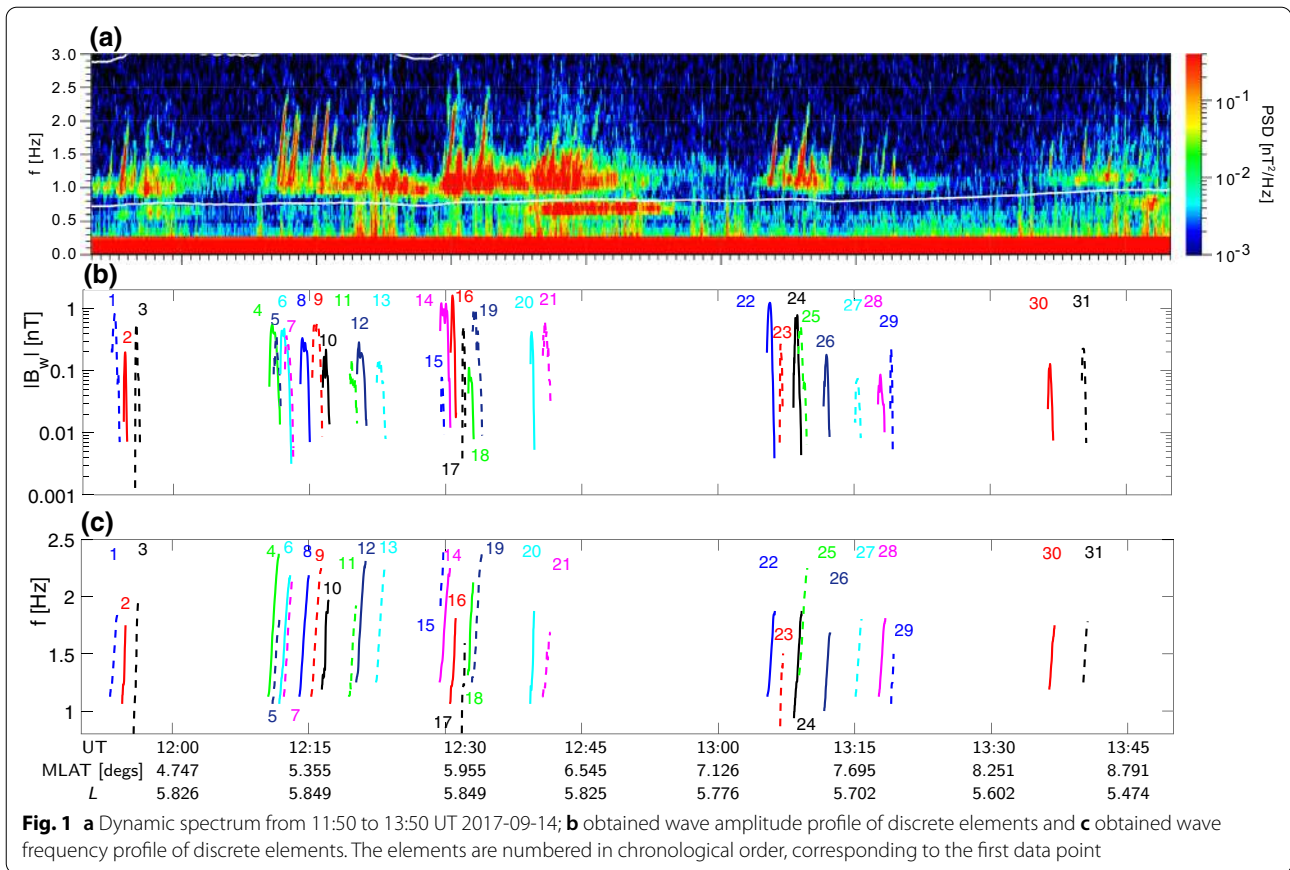 (a)
3.0
2.5
2.0
1.5
1.0
0.5
0.0
f [Hz]
10⁻¹
10⁻²
10⁻³
PSD [nT²/Hz]
(b)
1
0.1
0.01
0.001
|B_w| [nT]
1 2 3 4 5 6 7 8 9 10 11 12 13 14 15 16 17 18 19 20 21 22 23 24 25 26 27 28 29 30 31
(c)
2.5
2
1.5
1
f [Hz]
1 2 3 4 5 6 7 8 9 10 11 12 13 14 15 16 17 18 19 20 21 22 23 24 25 26 27 28 29 30 31
UT 12:00 12:15 12:30 12:45 13:00 13:15 13:30 13:45
MLAT [degs] 4.747 5.355 5.955 6.545 7.126 7.695 8.251 8.791
L 5.826 5.849 5.849 5.825 5.776 5.702 5.602 5.474
Fig. 1 a Dynamic spectrum from 11:50 to 13:50 UT 2017-09-14; b obtained wave amplitude profile of discrete elements and c obtained wave
frequency profile of discrete elements. The elements are numbered in chronological order, corresponding to the first data point